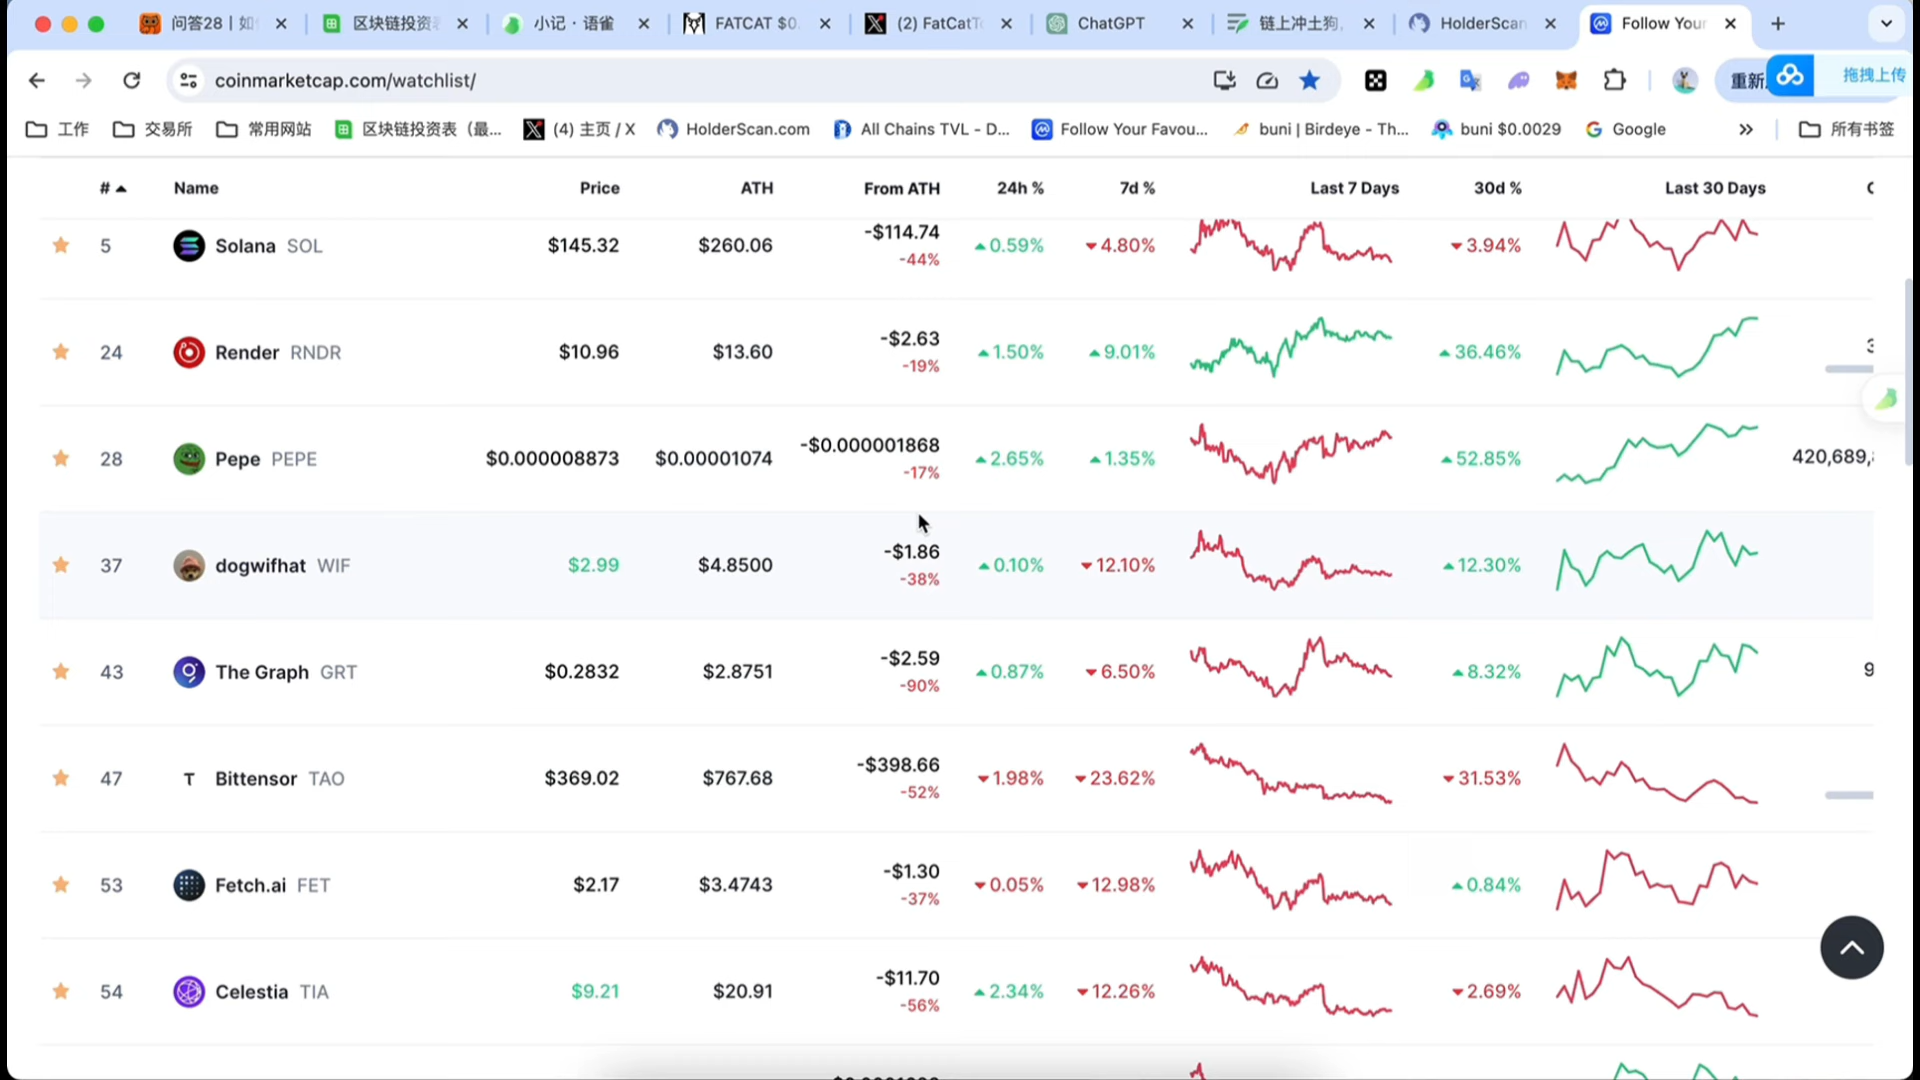 问答28 | 如
区块链投资表
小记 · 语雀
FATCAT $0.
(2) FatCatTo
ChatGPT
链上冲土狗,
HolderScan
Follow Your
coinmarketcap.com/watchlist/
重新
拖拽上传
工作
交易所
常用网站
区块链投资表（最...
(4) 主页 / X
HolderScan.com
All Chains TVL - D...
Follow Your Favou...
buni | Birdeye - Th...
buni $0.0029
Google
所有书签
# Name Price ATH From ATH 24h % 7d % Last 7 Days 30d % Last 30 Days
5 Solana SOL $145.32 $260.06 -$114.74 0.59% 4.80% 3.94%
-44%
24 Render RNDR $10.96 $13.60 -$2.63 1.50% 9.01% 36.46%
-19%
28 Pepe PEPE $0.000008873 $0.00001074 -$0.000001868 2.65% 1.35% 52.85% 420,689,
-17%
37 dogwifhat WIF $2.99 $4.8500 -$1.86 0.10% 12.10% 12.30%
-38%
43 The Graph GRT $0.2832 $2.8751 -$2.59 0.87% 6.50% 8.32% 9
-90%
47 T Bittensor TAO $369.02 $767.68 -$398.66 1.98% 23.62% 31.53%
-52%
53 Fetch.ai FET $2.17 $3.4743 -$1.30 0.05% 12.98% 0.84%
-37%
54 Celestia TIA $9.21 $20.91 -$11.70 2.34% 12.26% 2.69%
-56%